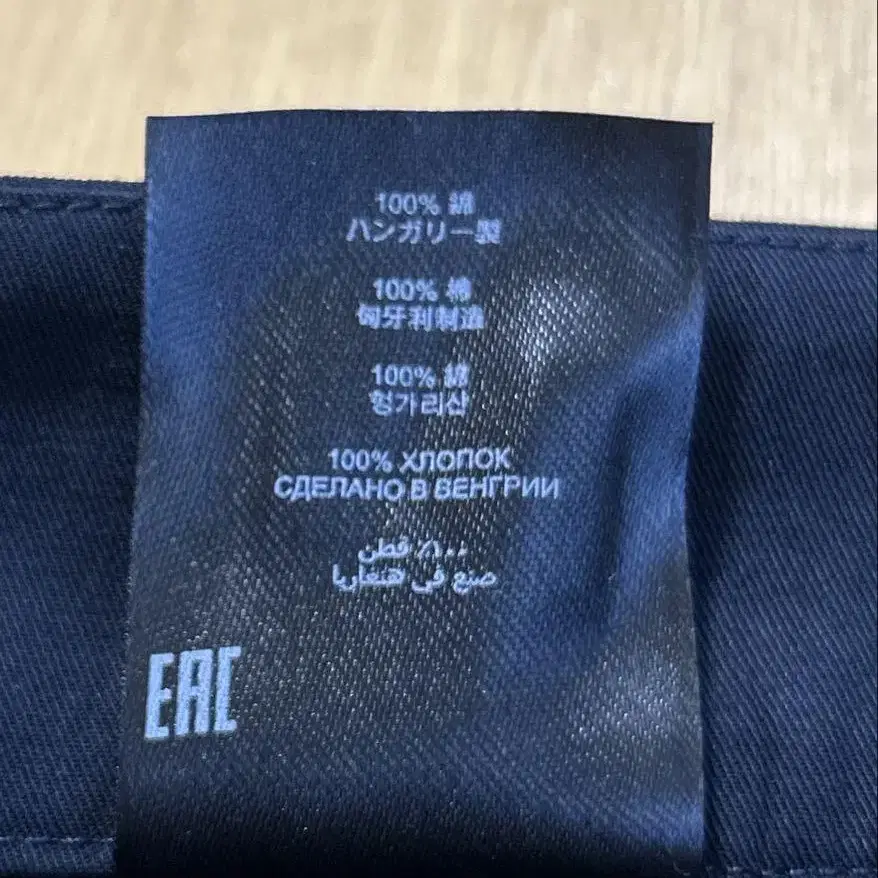 100% 綿
ハンガリー製
100% 棉
匈牙利制造
100% 綿
헝가리산
100% ХЛОПОК
СДЕЛАНО В ВЕНГРИИ
١٠٠٪ قطن
صنع في هنغاريا
EAC